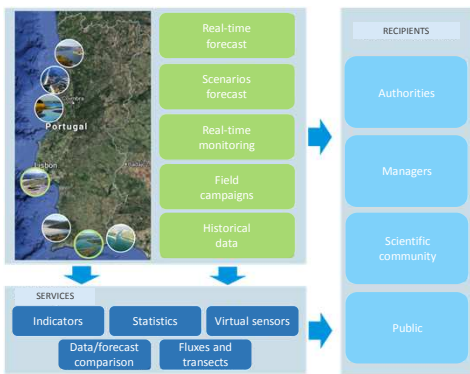 Coimbra
Portugal
Lisbon
Real-time
forecast
Scenarios
forecast
Real-time
monitoring
Field
campaigns
Historical
data
RECIPIENTS
Authorities
Managers
Scientific
community
Public
SERVICES
Indicators
Statistics
Virtual sensors
Data/forecast
comparison
Fluxes and
transects